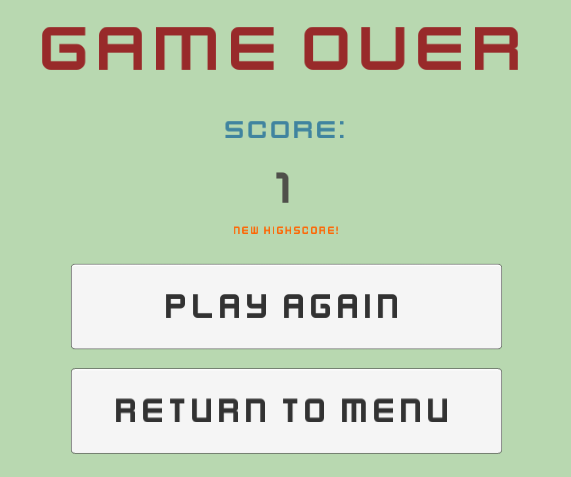 GAME OVER
SCORE:
1
NEW HIGHSCORE!
PLAY AGAIN
RETURN TO MENU